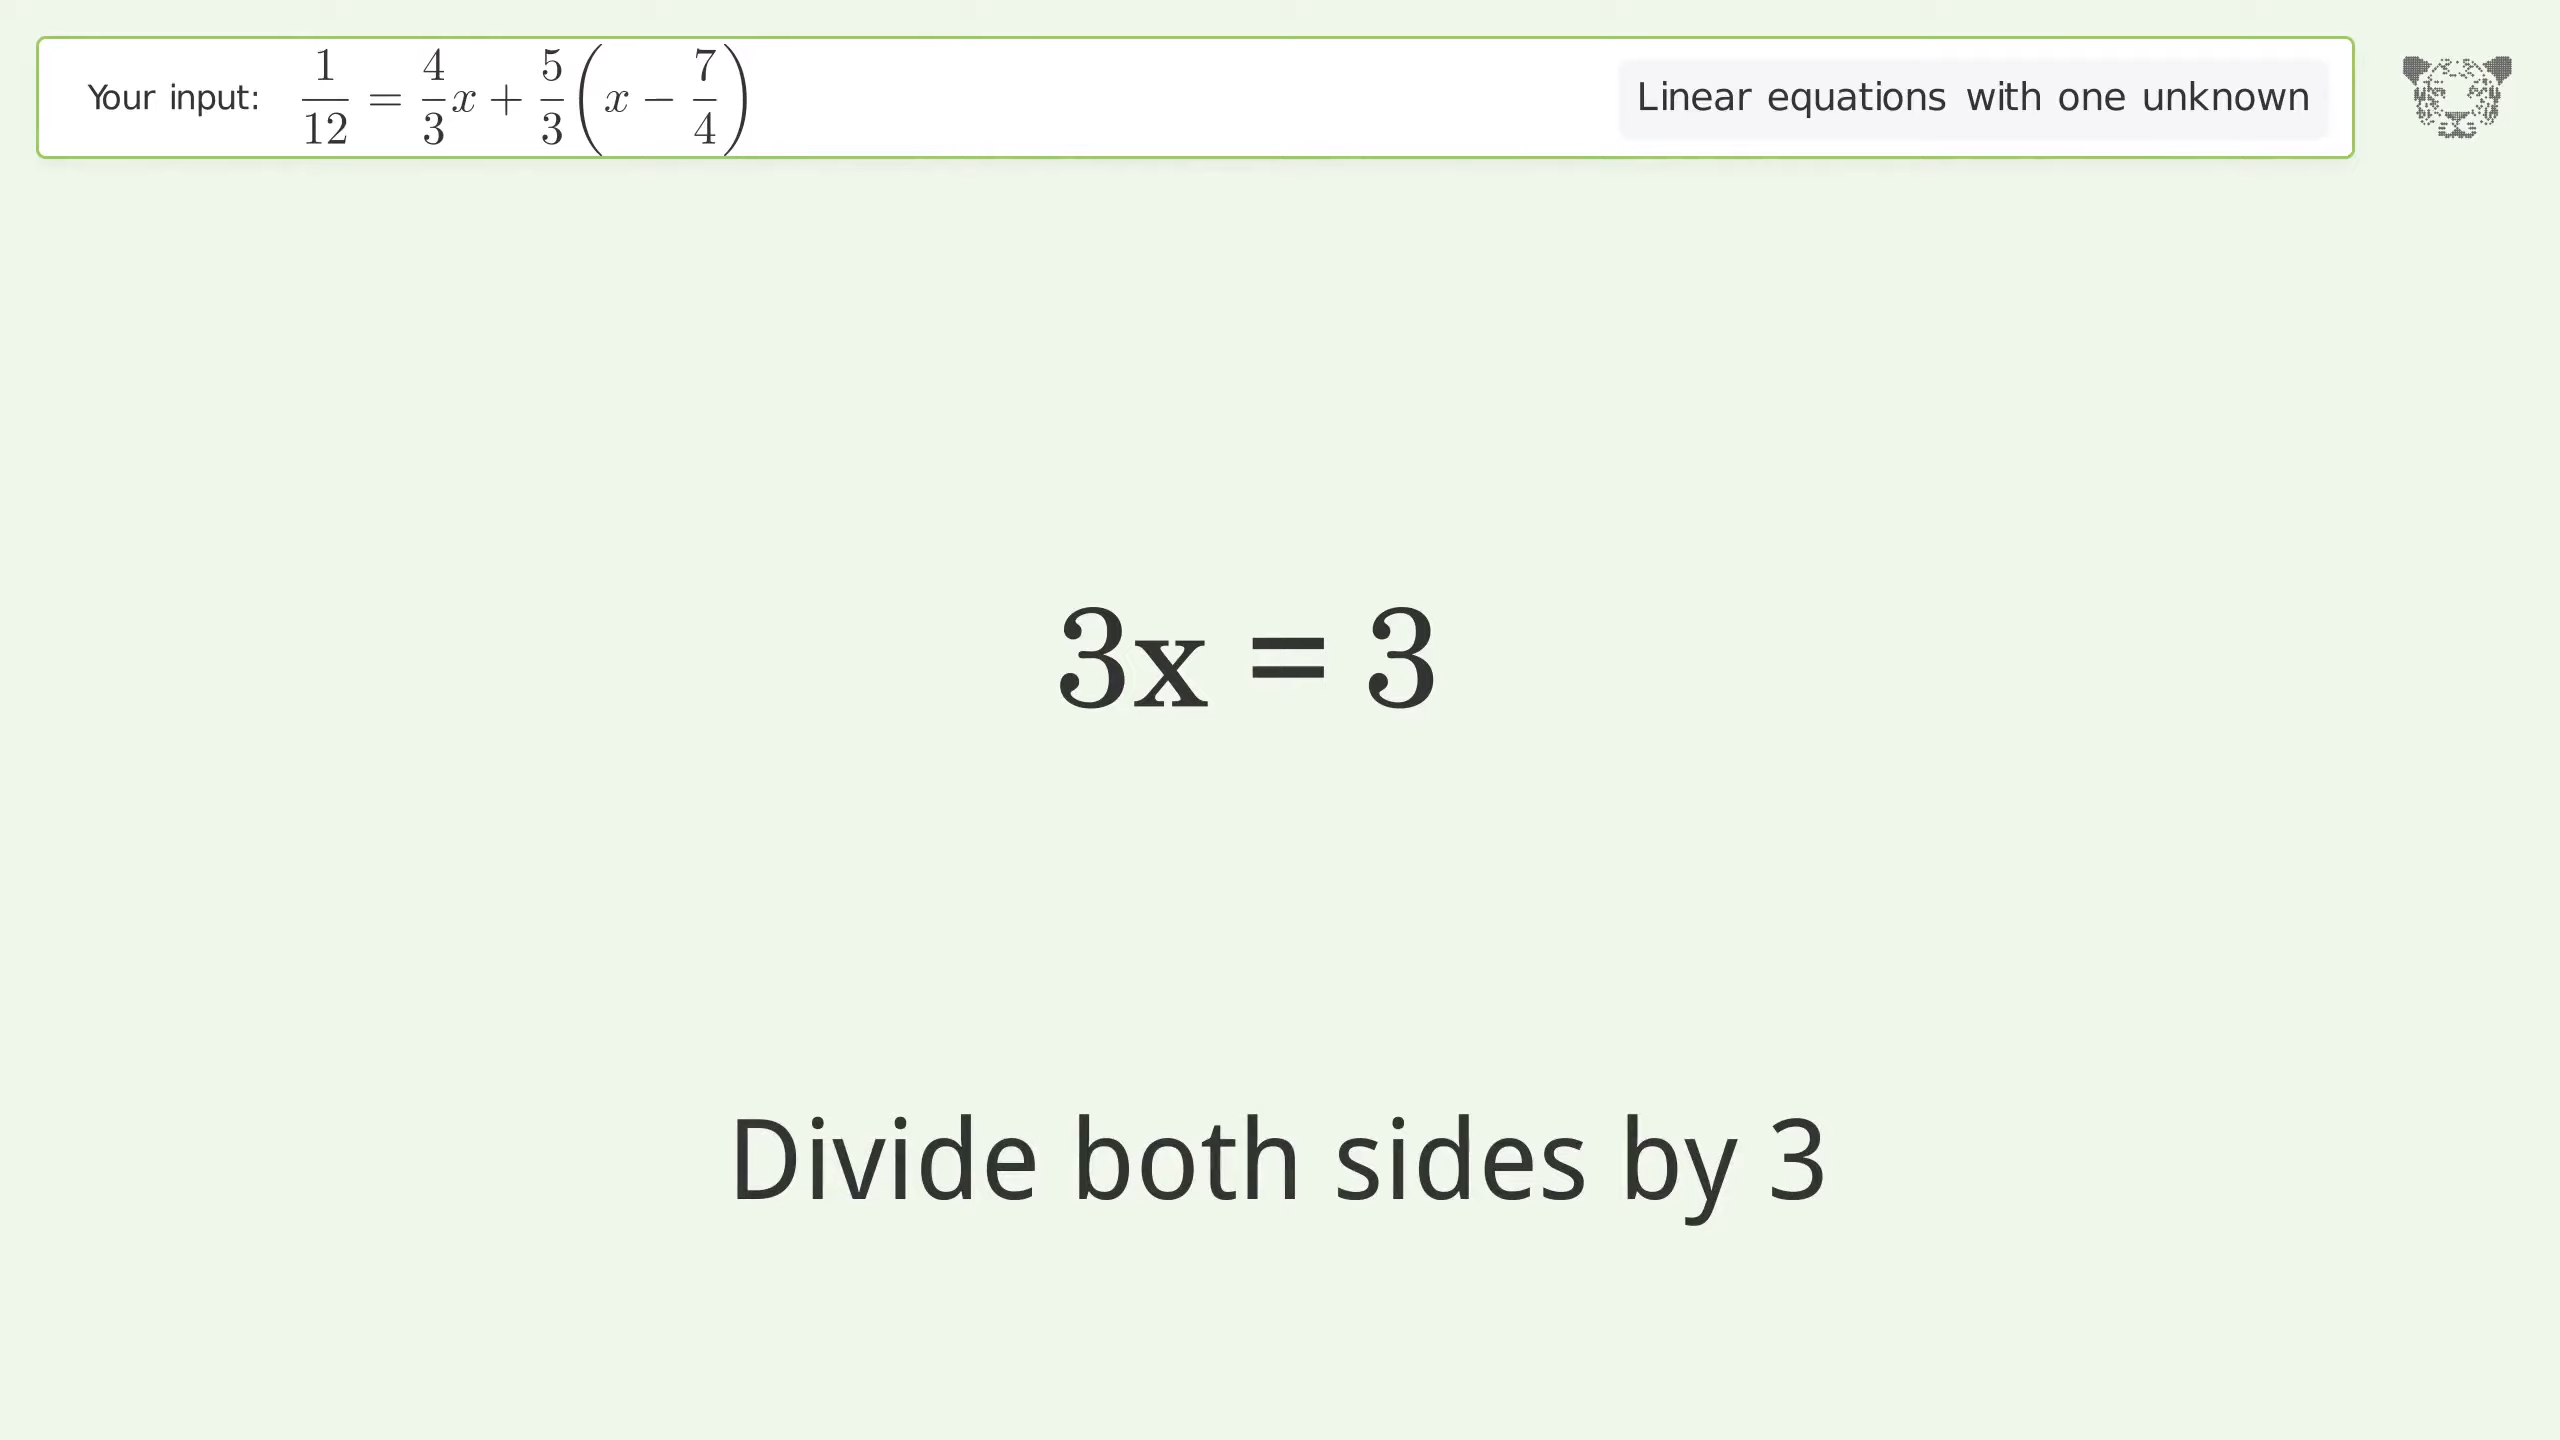 Your input: 1/12 = 4/3 x + 5/3 (x − 7/4)
Linear equations with one unknown
3x = 3
Divide both sides by 3